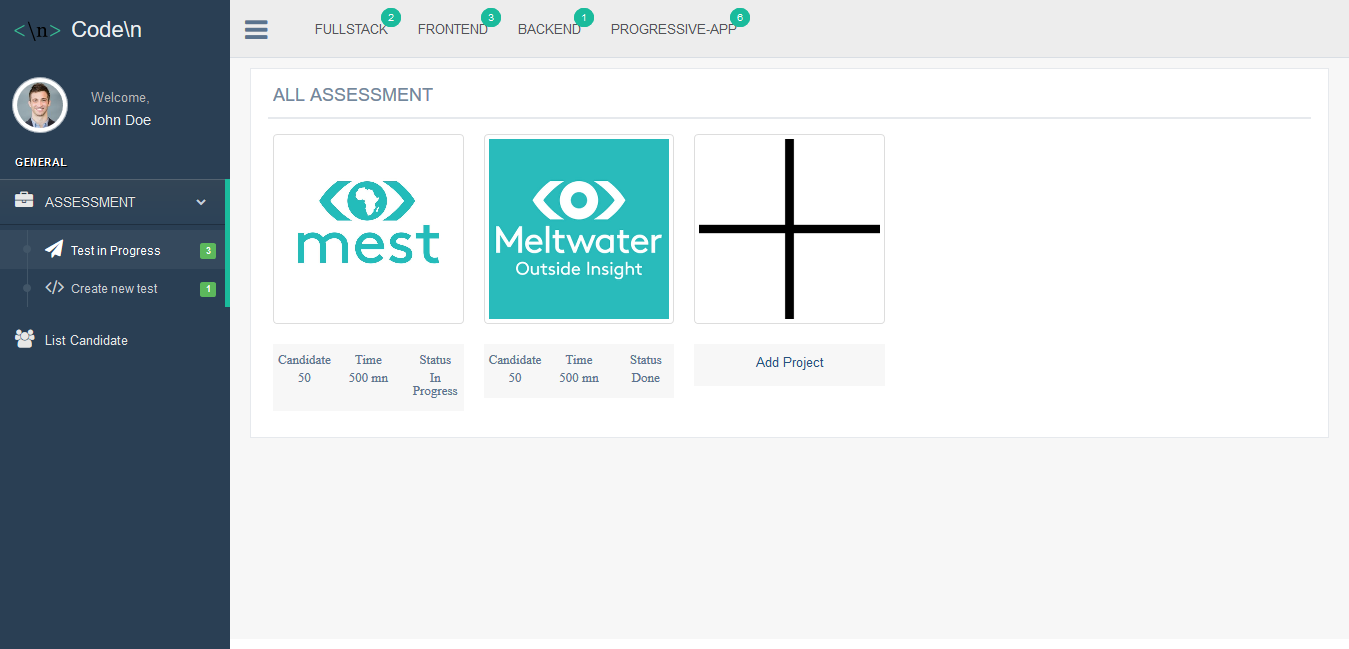 <\n> Code\n
Welcome,
John Doe
GENERAL
ASSESSMENT
Test in Progress 3
Create new test 1
List Candidate
FULLSTACK 2 FRONTEND 3 BACKEND 1 PROGRESSIVE-APP 6
ALL ASSESSMENT
mest
Candidate Time Status
50 500 mn In
Progress
Meltwater
Outside Insight
Candidate Time Status
50 500 mn Done
Add Project